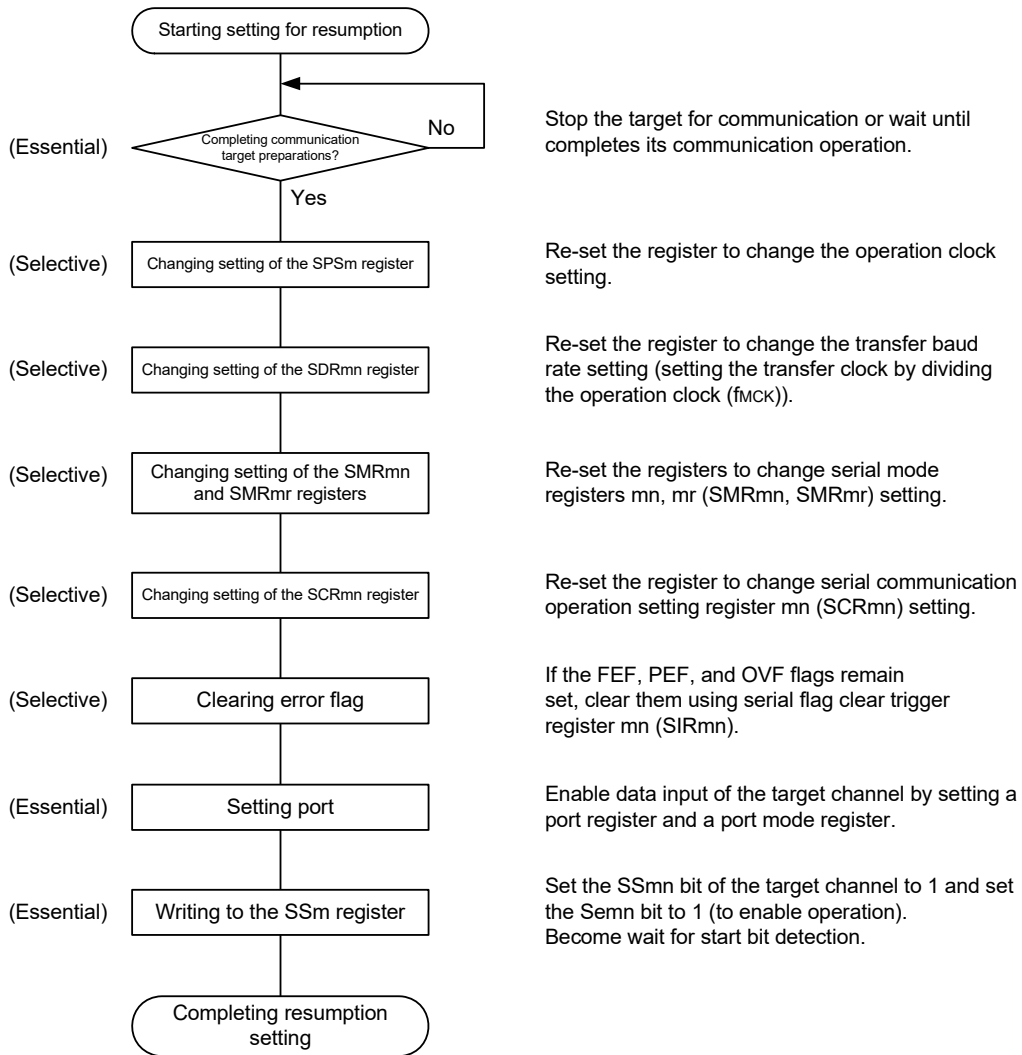 Starting setting for resumption
(Essential)
Completing communication
target preparations?
No
Stop the target for communication or wait until
completes its communication operation.
Yes
(Selective)
Changing setting of the SPSm register
Re-set the register to change the operation clock
setting.
(Selective)
Changing setting of the SDRmn register
Re-set the register to change the transfer baud
rate setting (setting the transfer clock by dividing
the operation clock (fMCK)).
(Selective)
Changing setting of the SMRmn
and SMRmr registers
Re-set the registers to change serial mode
registers mn, mr (SMRmn, SMRmr) setting.
(Selective)
Changing setting of the SCRmn register
Re-set the register to change serial communication
operation setting register mn (SCRmn) setting.
(Selective)
Clearing error flag
If the FEF, PEF, and OVF flags remain
set, clear them using serial flag clear trigger
register mn (SIRmn).
(Essential)
Setting port
Enable data input of the target channel by setting a
port register and a port mode register.
(Essential)
Writing to the SSm register
Set the SSmn bit of the target channel to 1 and set
the Semn bit to 1 (to enable operation).
Become wait for start bit detection.
Completing resumption
setting